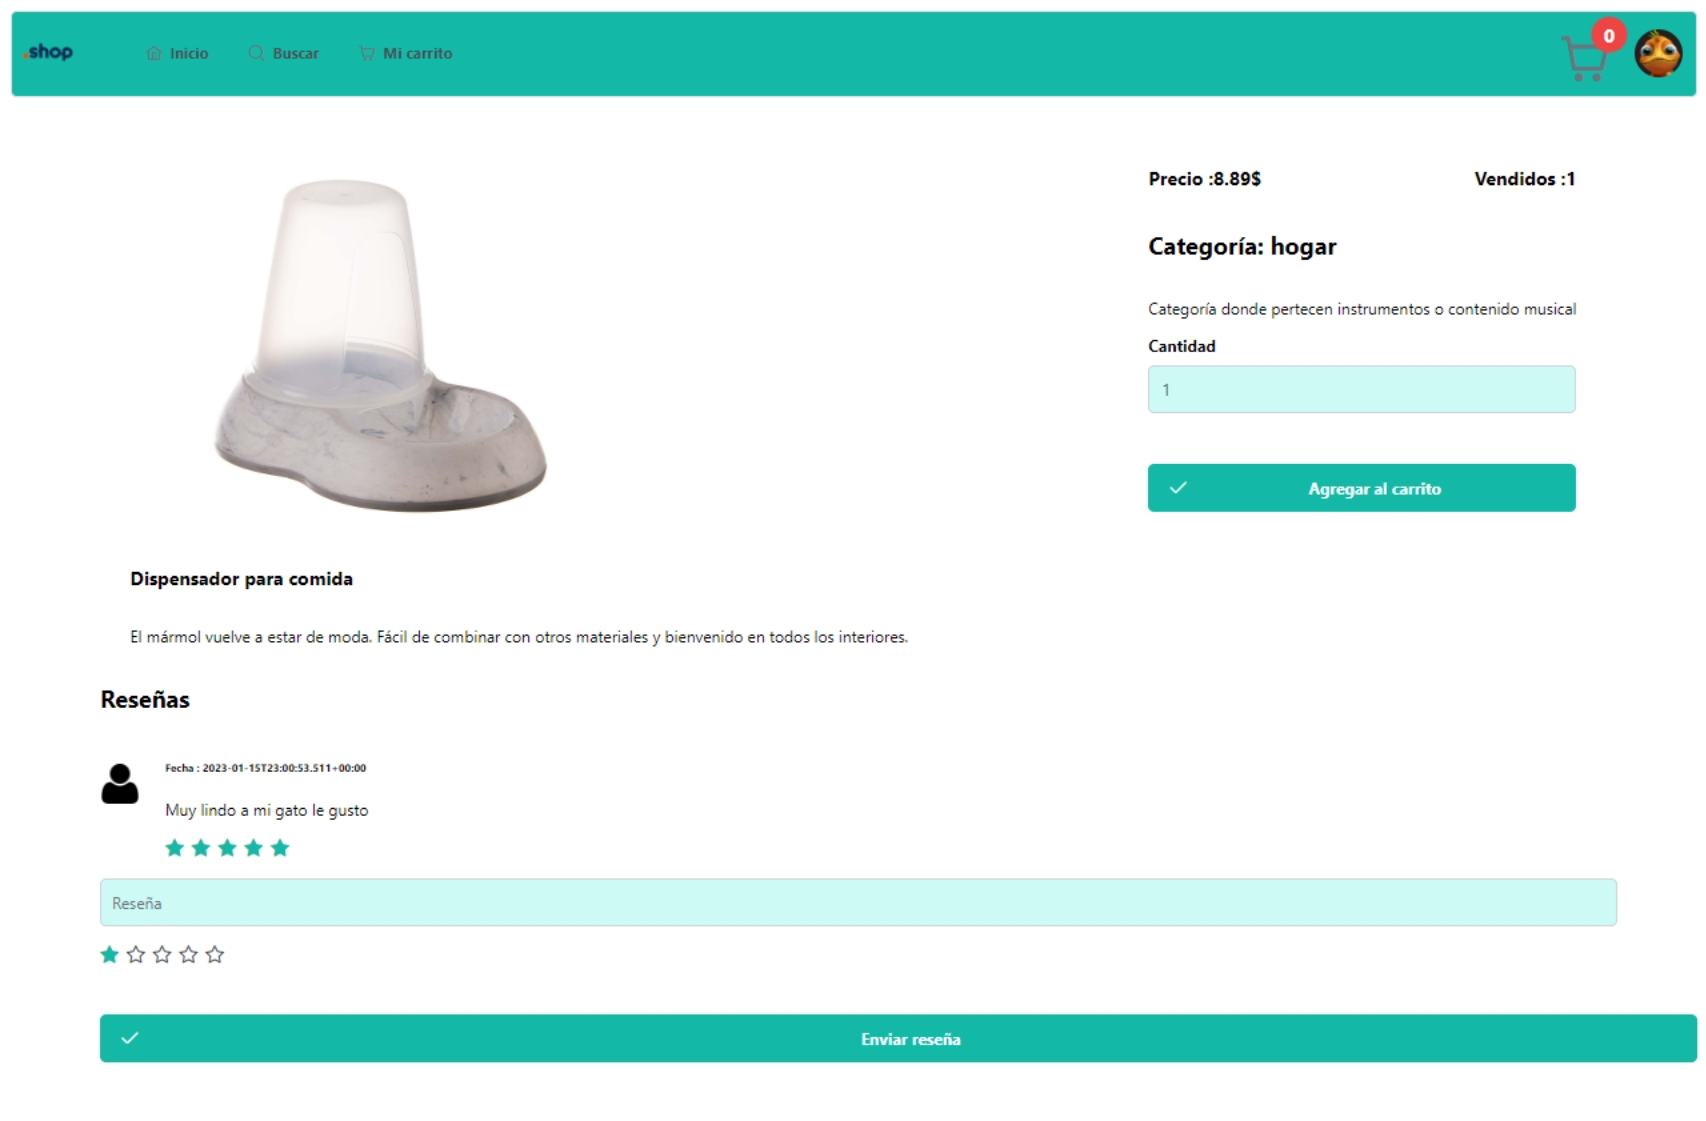 .shop
Inicio
Buscar
Mi carrito
0
Precio :8.89$
Vendidos :1
Categoría: hogar
Categoría donde pertecen instrumentos o contenido musical
Cantidad
1
Agregar al carrito
Dispensador para comida
El mármol vuelve a estar de moda. Fácil de combinar con otros materiales y bienvenido en todos los interiores.
Reseñas
Fecha : 2023-01-15T23:00:53.511+00:00
Muy lindo a mi gato le gusto
Reseña
Enviar reseña